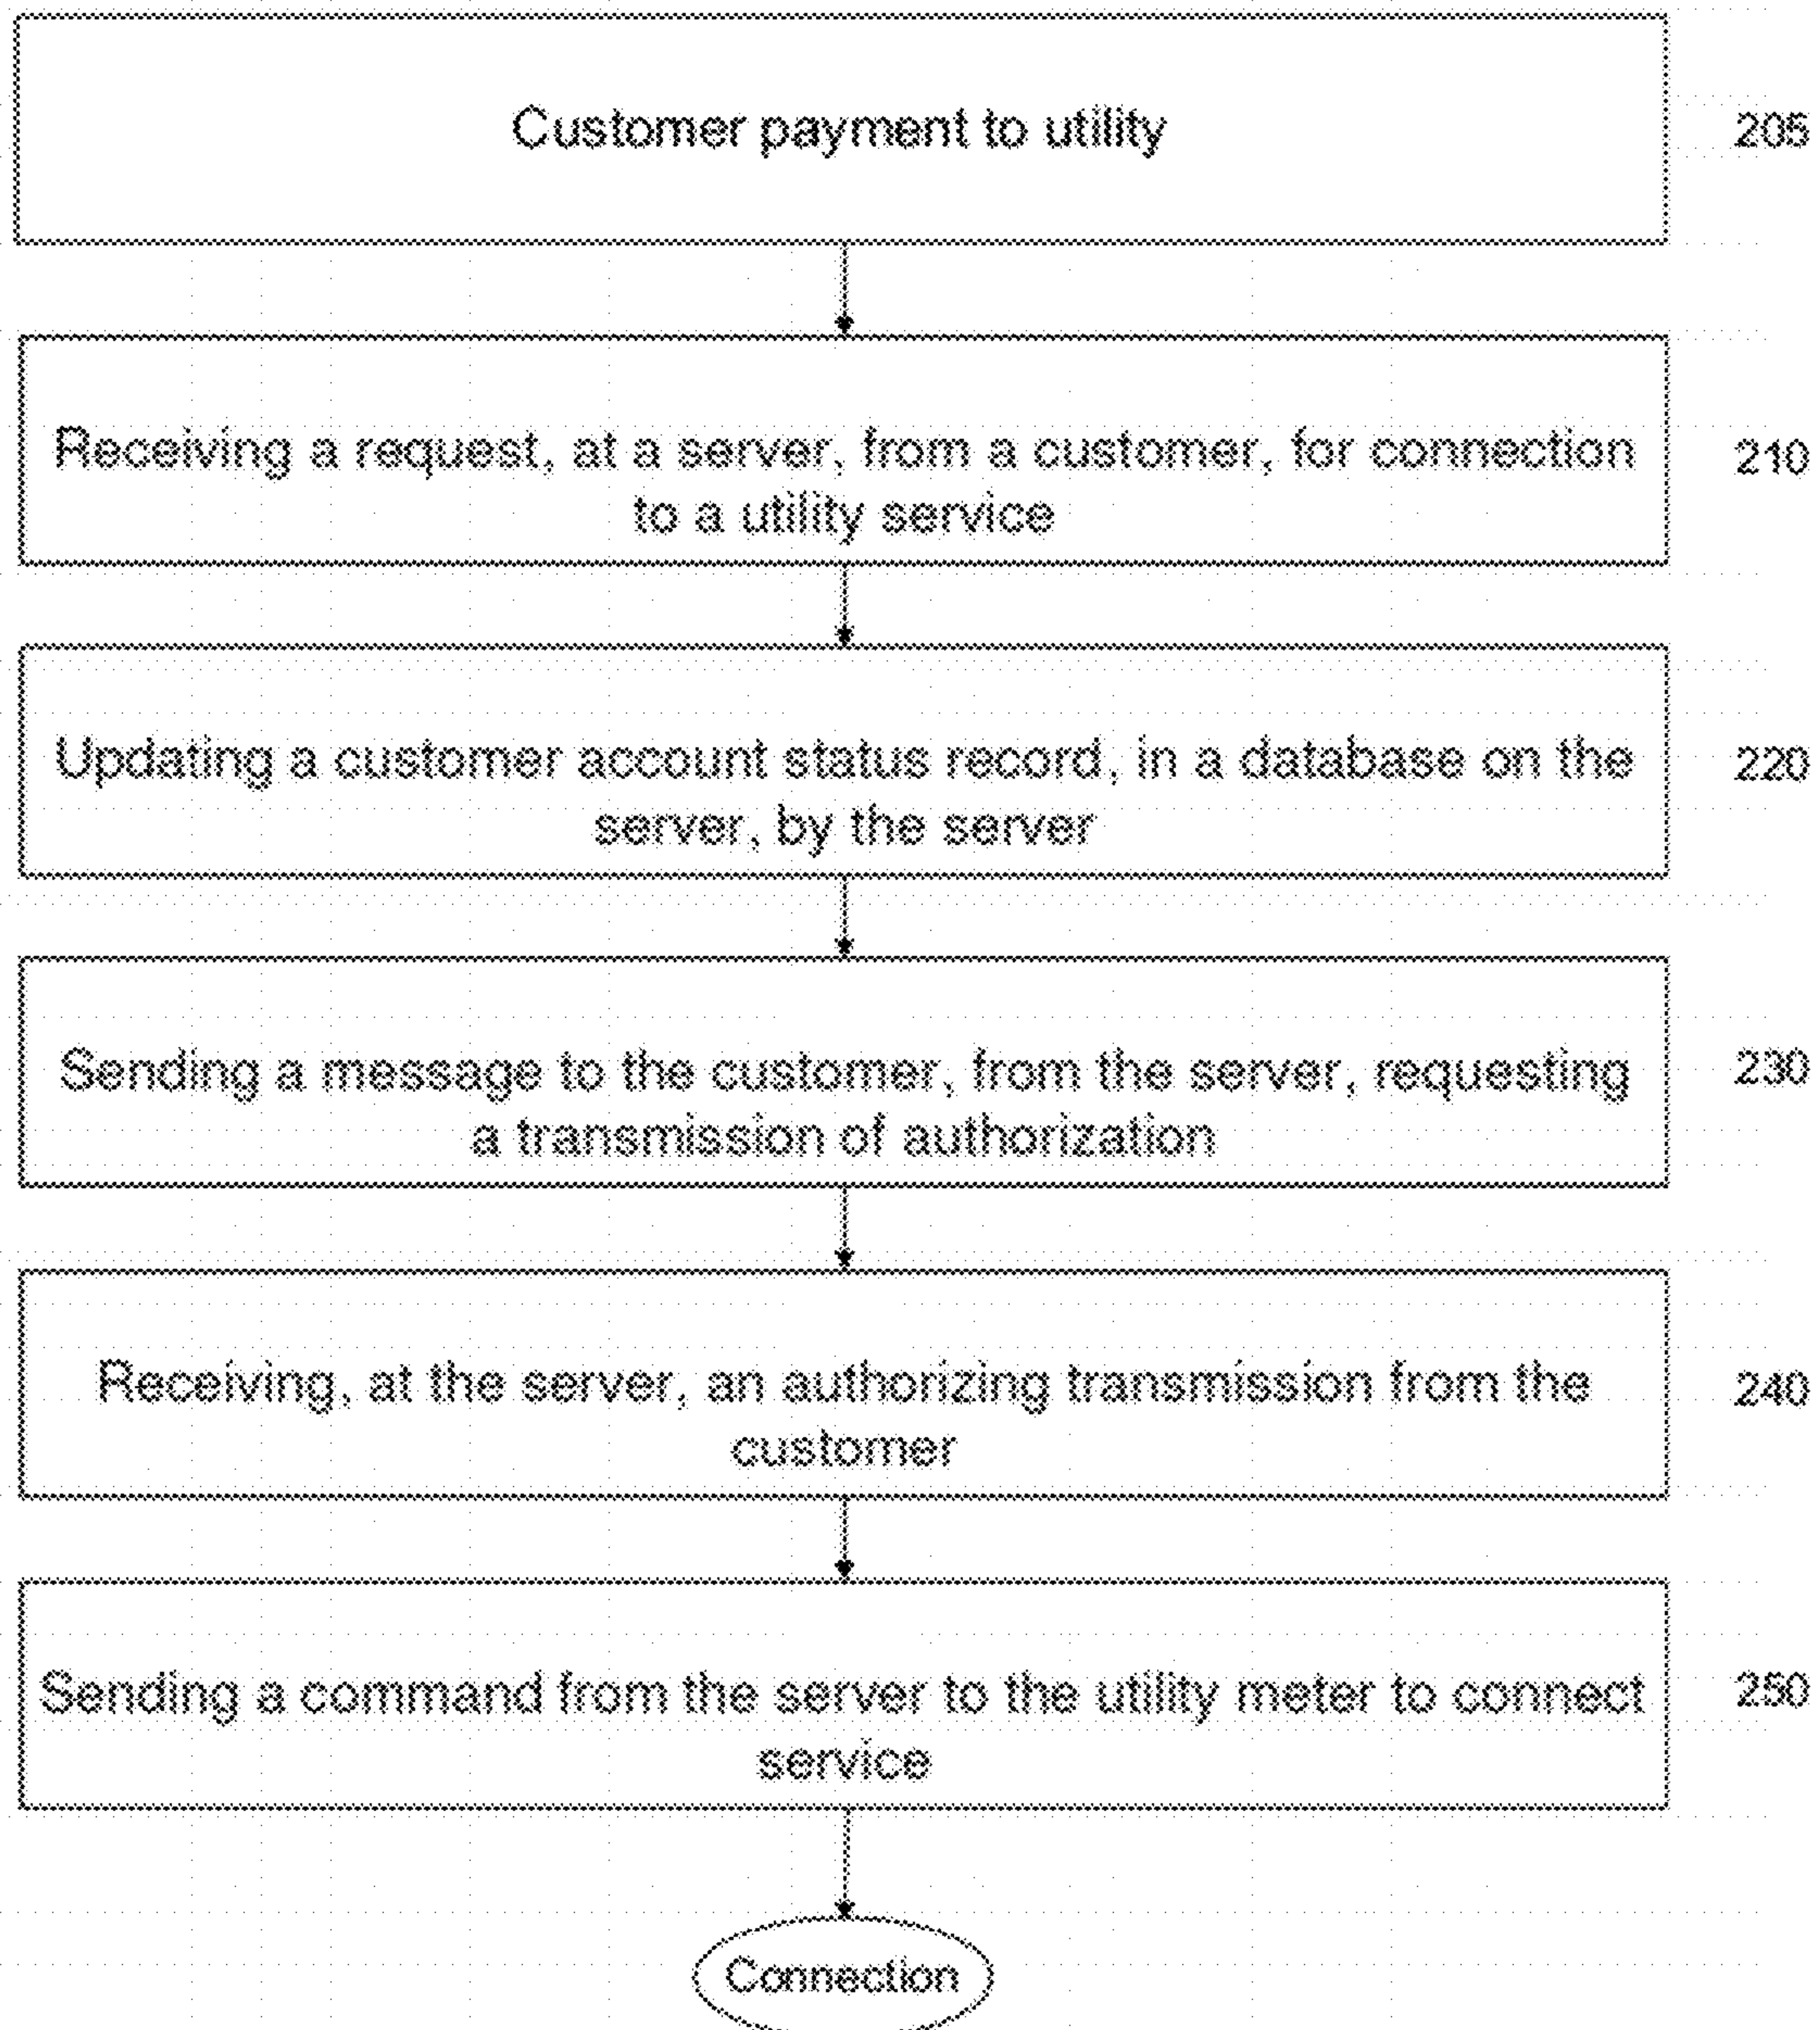 Customer payment to utility
205
Receiving a request, at a server, from a customer, for connection
to a utility service
210
Updating a customer account status record, in a database on the
server, by the server
220
Sending a message to the customer, from the server, requesting
a transmission of authorization
230
Receiving, at the server, an authorizing transmission from the
customer
240
Sending a command from the server to the utility meter to connect
service
250
Connection